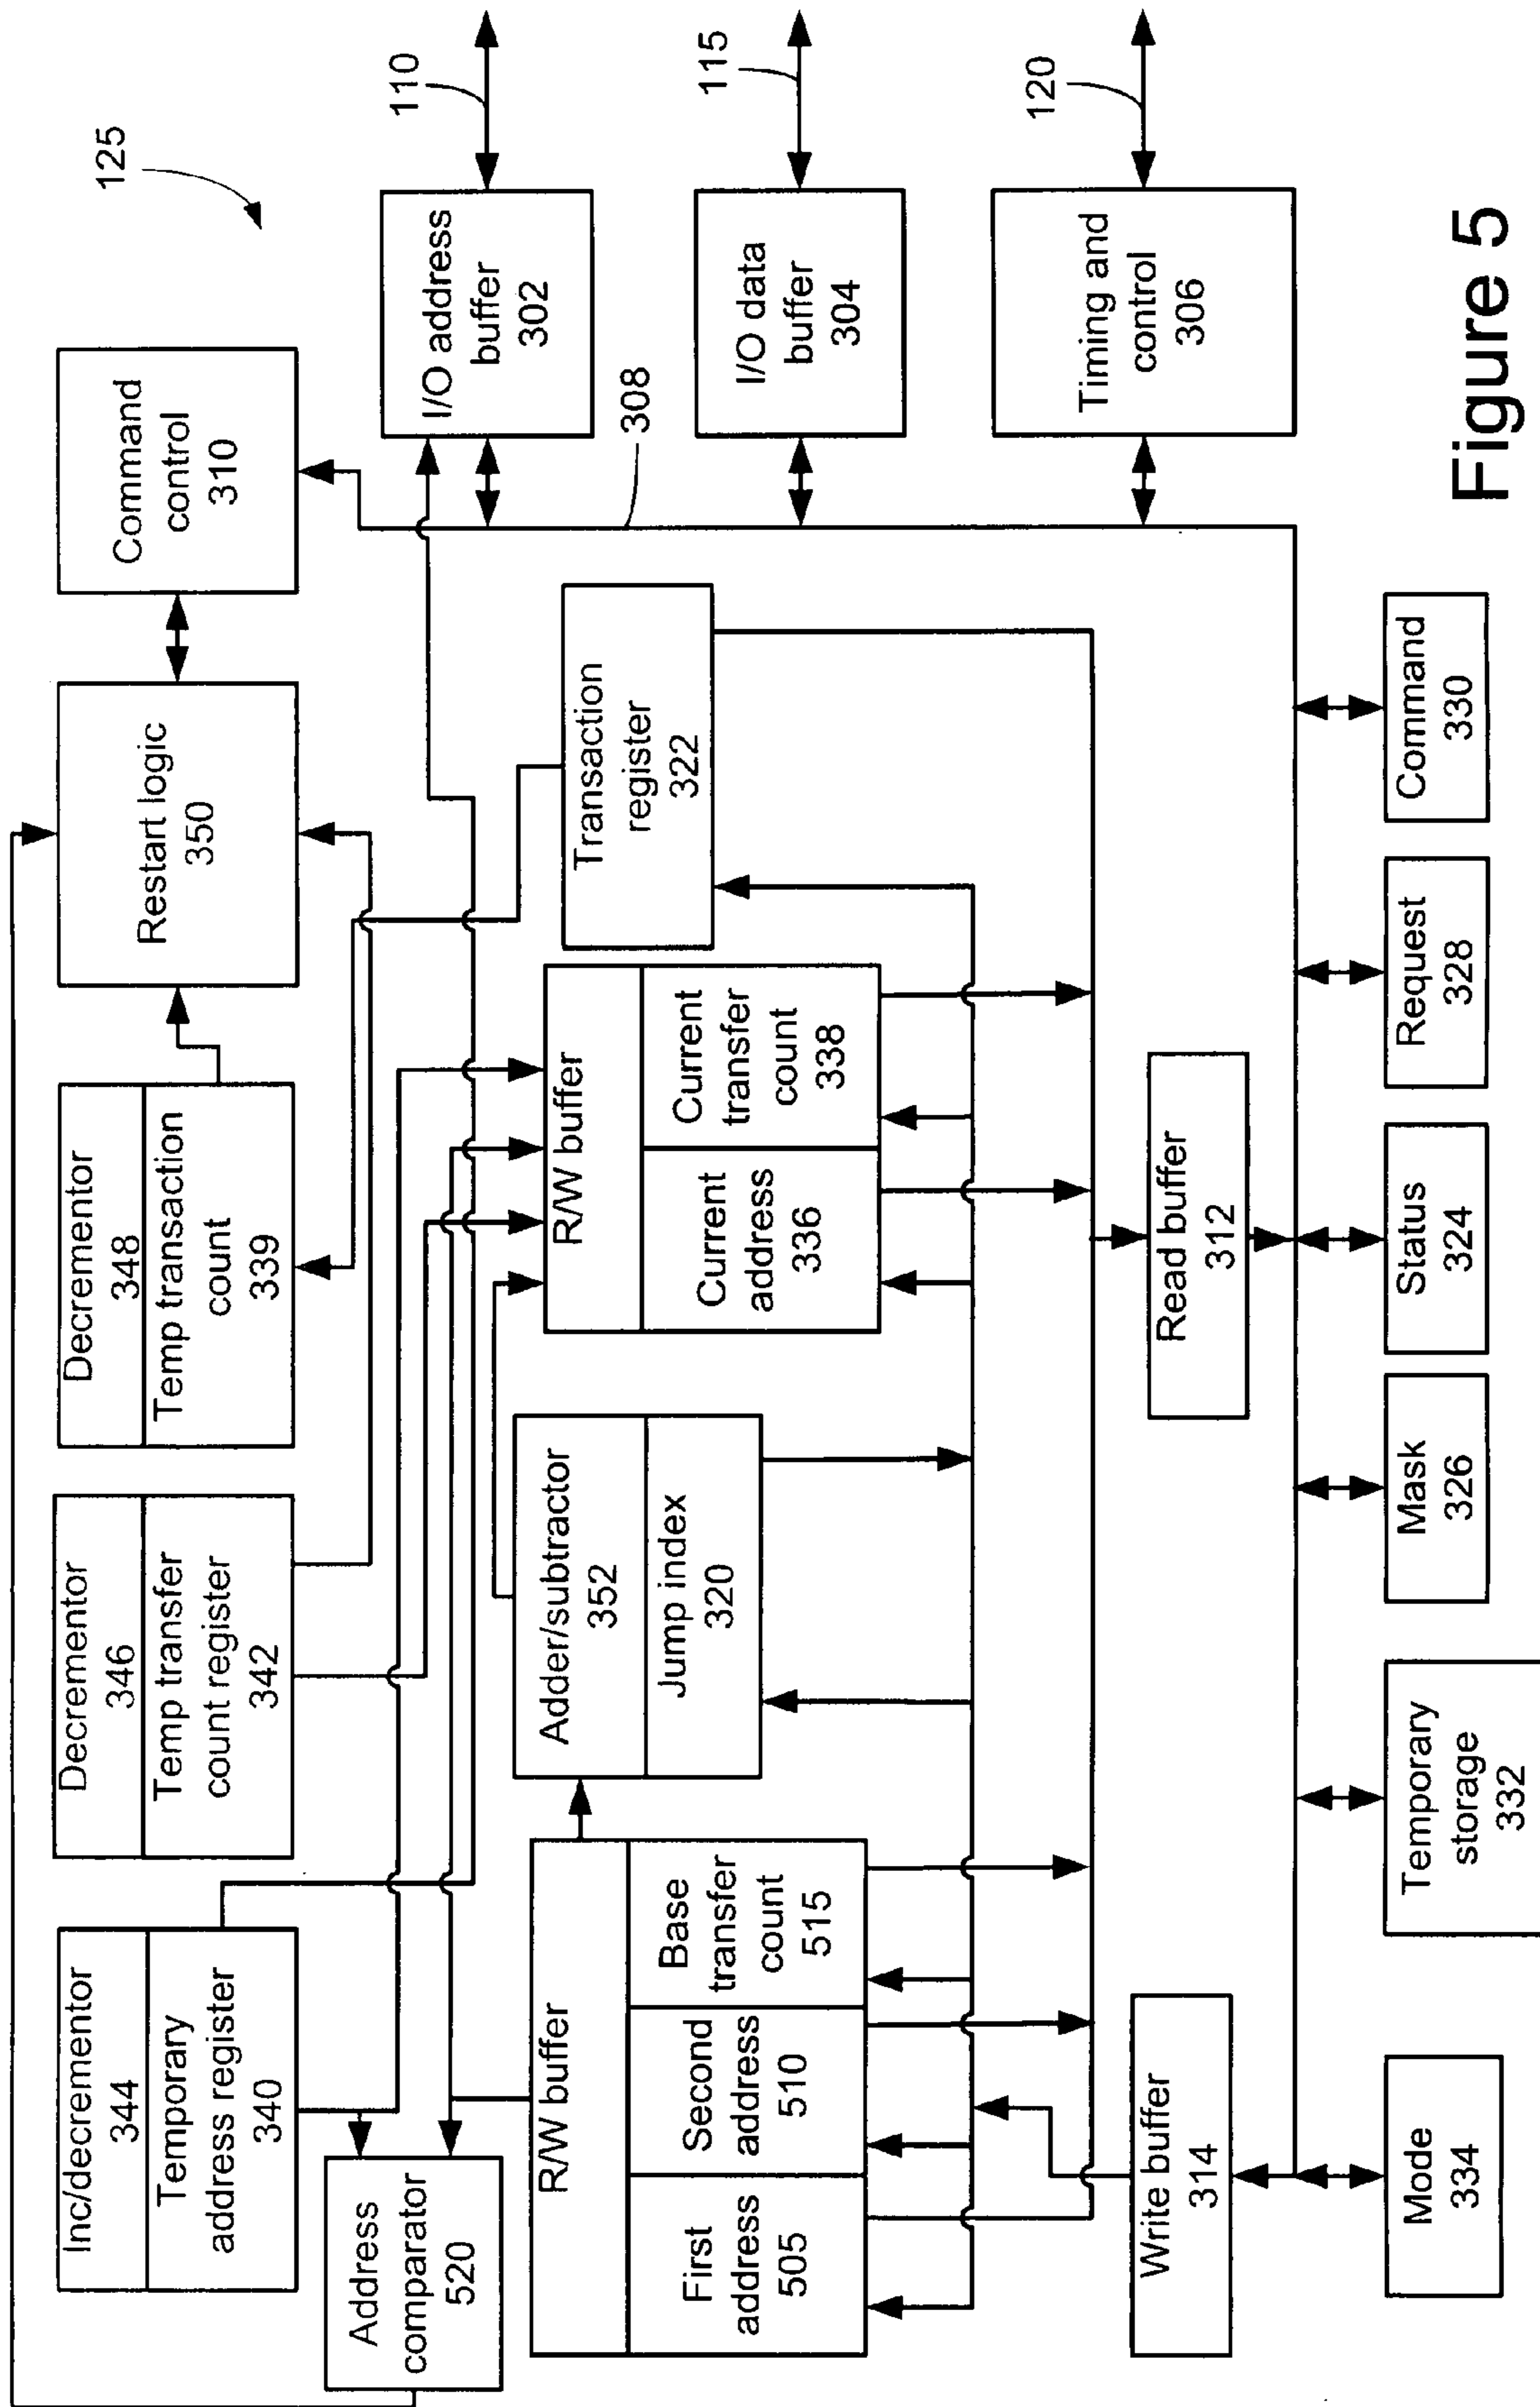 125
Inc/decrementor
344
Temporary
address register
340
Decrementor
346
Temp transfer
count register
342
Decrementor
348
Temp transaction
count
339
Restart logic
350
Command
control
310
Address
comparator
520
R/W buffer
First
address
505
Second
address
510
Base
transfer
count
515
Adder/subtractor
352
Jump index
320
R/W buffer
Current
address
336
Current
transfer
count
338
Transaction
register
322
I/O address
buffer
302
110
I/O data
buffer
304
115
Timing and
control
306
120
308
Write buffer
314
Read buffer
312
Mode
334
Temporary
storage
332
Mask
326
Status
324
Request
328
Command
330
Figure 5